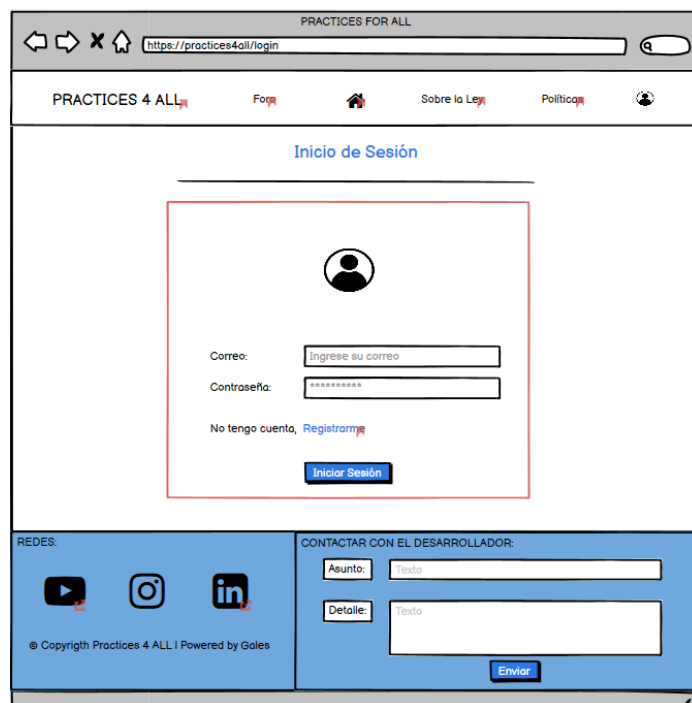 PRACTICES FOR ALL
https://practices4all/login
PRACTICES 4 ALL Foro Sobre la Ley Políticas
Inicio de Sesión
Correo: Ingrese su correo
Contraseña: **********
No tengo cuenta, Registrarme
Iniciar Sesión
REDES:
© Copyrigth Practices 4 ALL | Powered by Gales
CONTACTAR CON EL DESARROLLADOR:
Asunto: Texto
Detalle: Texto
Enviar